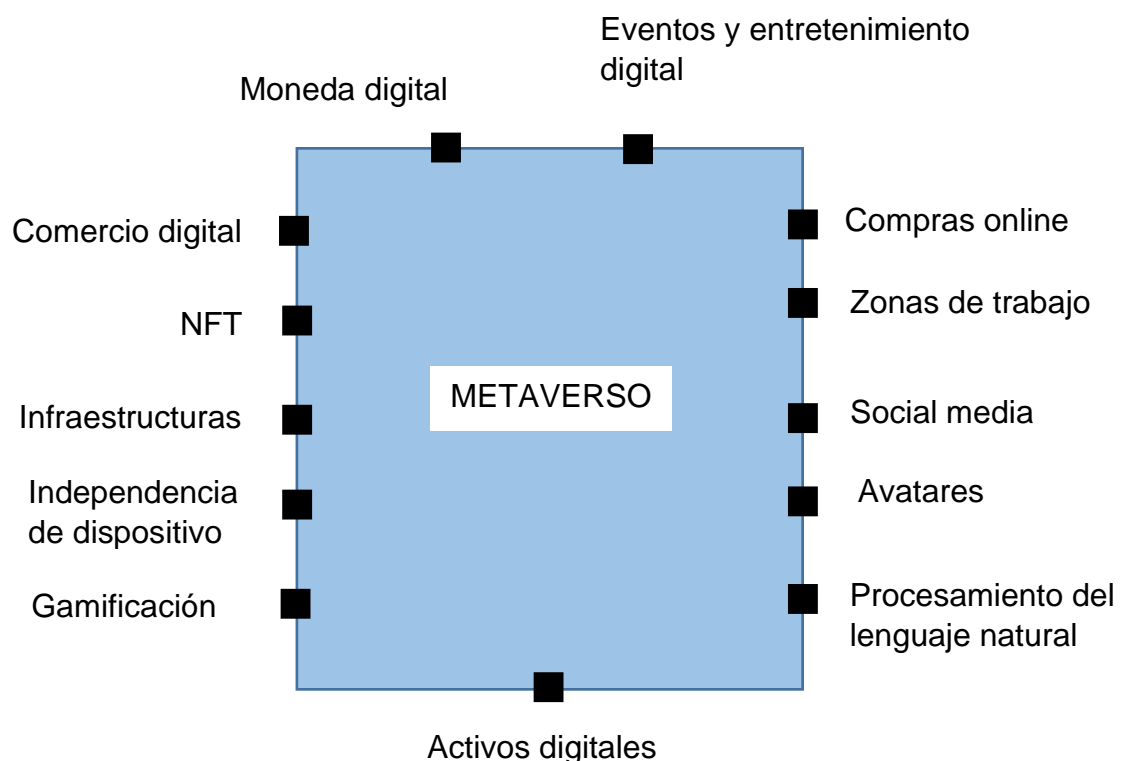 Eventos y entretenimiento
digital
Moneda digital
Comercio digital
Compras online
NFT
Zonas de trabajo
METAVERSO
Infraestructuras
Social media
Independencia
de dispositivo
Avatares
Gamificación
Procesamiento del
lenguaje natural
Activos digitales